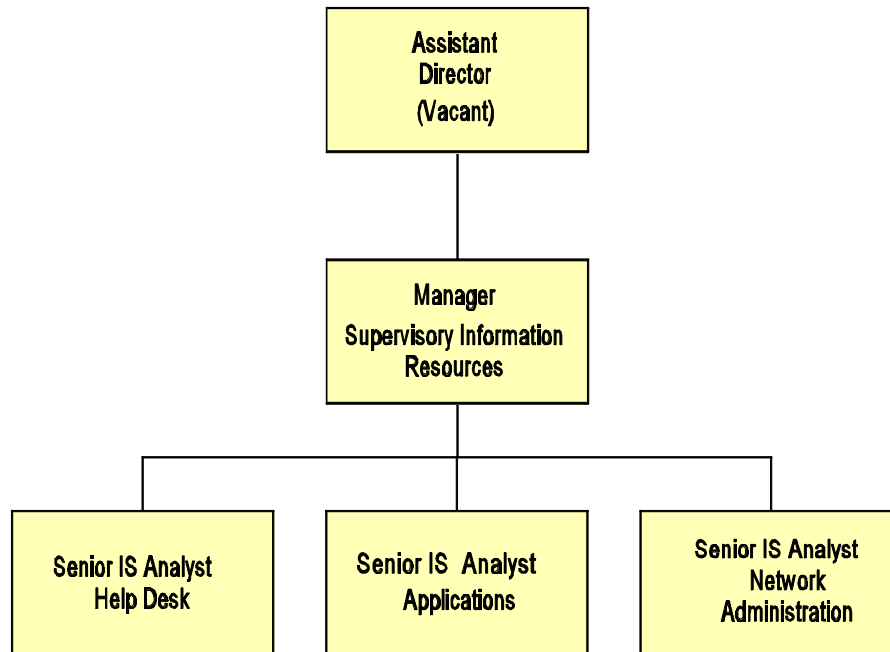 Assistant
Director
(Vacant)
Manager
Supervisory Information
Resources
Senior IS Analyst
Help Desk
Senior IS Analyst
Applications
Senior IS Analyst
Network
Administration